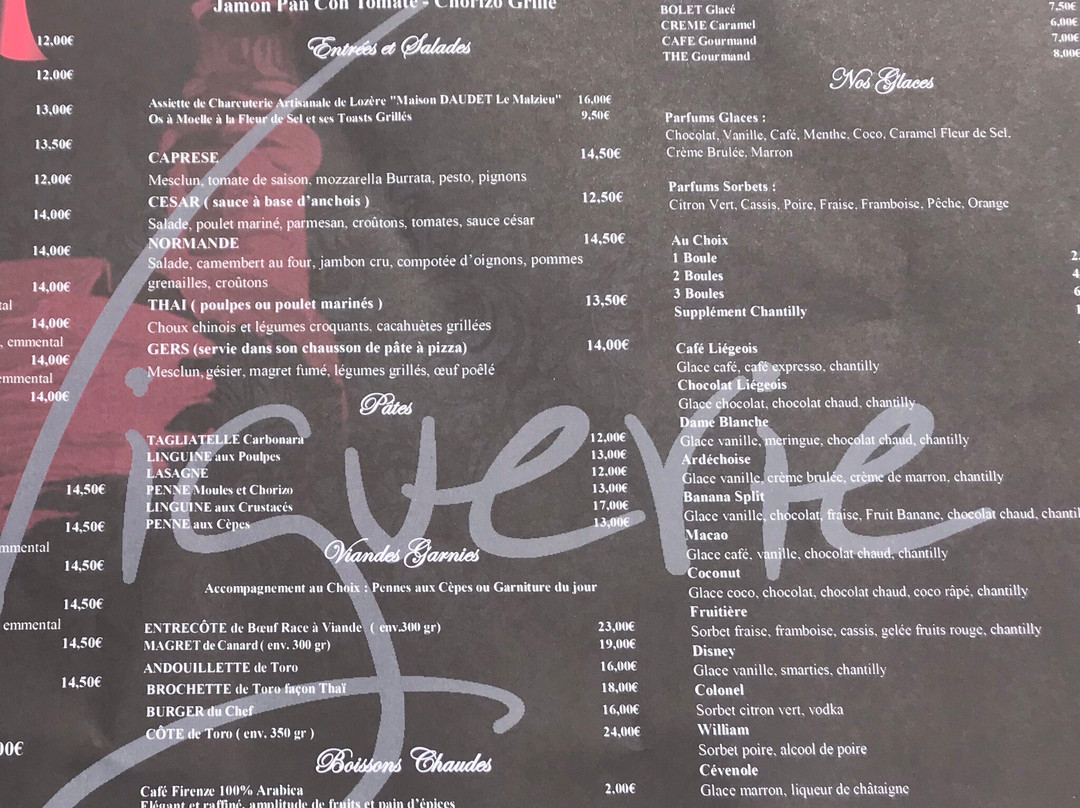 12,00€
12,00€
13,00€
13,50€
12,00€
14,00€
14,00€
14,00€
tal
14,00€
, emmental
14,00€
emmental
14,00€
14,50€
14,50€
mmental
14,50€
14,50€
emmental
14,50€
14,50€
00€
Jamon Pan Con Tomate - Chorizo Grillé
Entrées et Salades
Assiette de Charcuterie Artisanale de Lozère "Maison DAUDET Le Malzieu" 16,00€
Os à Moelle à la Fleur de Sel et ses Toasts Grillés 9,50€
CAPRESE 14,50€
Mesclun, tomate de saison, mozzarella Burrata, pesto, pignons
CESAR ( sauce à base d'anchois ) 12,50€
Salade, poulet mariné, parmesan, croûtons, tomates, sauce césar
NORMANDE 14,50€
Salade, camembert au four, jambon cru, compotée d'oignons, pommes
grenailles, croûtons
THAI ( poulpes ou poulet marinés ) 13,50€
Choux chinois et légumes croquants, cacahuètes grillées
GERS (servie dans son chausson de pâte à pizza) 14,00€
Mesclun, gésier, magret fumé, légumes grillés, œuf poêlé
Pâtes
TAGLIATELLE Carbonara 12,00€
LINGUINE aux Poulpes 13,00€
LASAGNE 12,00€
PENNE Moules et Chorizo 13,00€
LINGUINE aux Crustacés 17,00€
PENNE aux Cèpes 13,00€
Viandes Garnies
Accompagnement au Choix : Pennes aux Cèpes ou Garniture du jour
ENTRECÔTE de Bœuf Race à Viande ( env.300 gr) 23,00€
MAGRET de Canard ( env. 300 gr) 19,00€
ANDOUILLETTE de Toro 16,00€
BROCHETTE de Toro façon Thaï 18,00€
BURGER du Chef 16,00€
CÔTE de Toro ( env. 350 gr ) 24,00€
Boissons Chaudes
Café Firenze 100% Arabica 2.00€
Elégant et raffiné, amplitude de fruits et pain d'épices
BOLET Glacé 7,50€
CREME Caramel 6,00€
CAFE Gourmand 7,00€
THE Gourmand 8,00€
Nos Glaces
Parfums Glaces :
Chocolat, Vanille, Café, Menthe, Coco, Caramel Fleur de Sel,
Crème Brulée, Marron
Parfums Sorbets :
Citron Vert, Cassis, Poire, Fraise, Framboise, Pêche, Orange
Au Choix
1 Boule 2.
2 Boules 4
3 Boules 6
Supplément Chantilly
Café Liégeois
Glace café, café expresso, chantilly
Chocolat Liégeois
Glace chocolat, chocolat chaud, chantilly
Dame Blanche
Glace vanille, meringue, chocolat chaud, chantilly
Ardéchoise
Glace vanille, crème brulée, crème de marron, chantilly
Banana Split
Glace vanille, chocolat, fraise, Fruit Banane, chocolat chaud, chantil
Macao
Glace café, vanille, chocolat chaud, chantilly
Coconut
Glace coco, chocolat, chocolat chaud, coco râpé, chantilly
Fruitière
Sorbet fraise, framboise, cassis, gelée fruits rouge, chantilly
Disney
Glace vanille, smarties, chantilly
Colonel
Sorbet citron vert, vodka
William
Sorbet poire, alcool de poire
Cévenole
Glace marron, liqueur de châtaigne